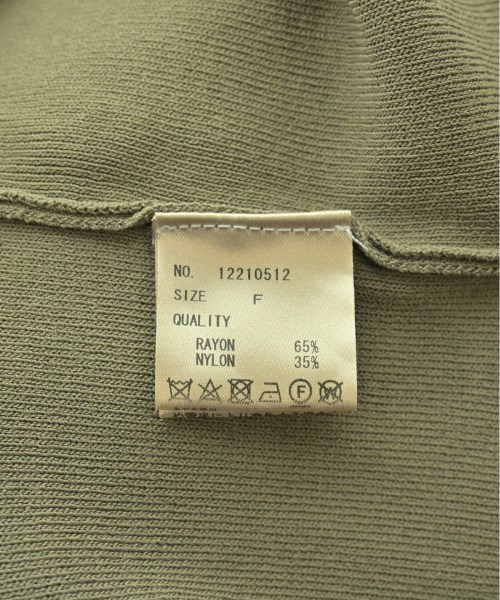 NO. 12210512
SIZE F
QUALITY
RAYON 65%
NYLON 35%
F W